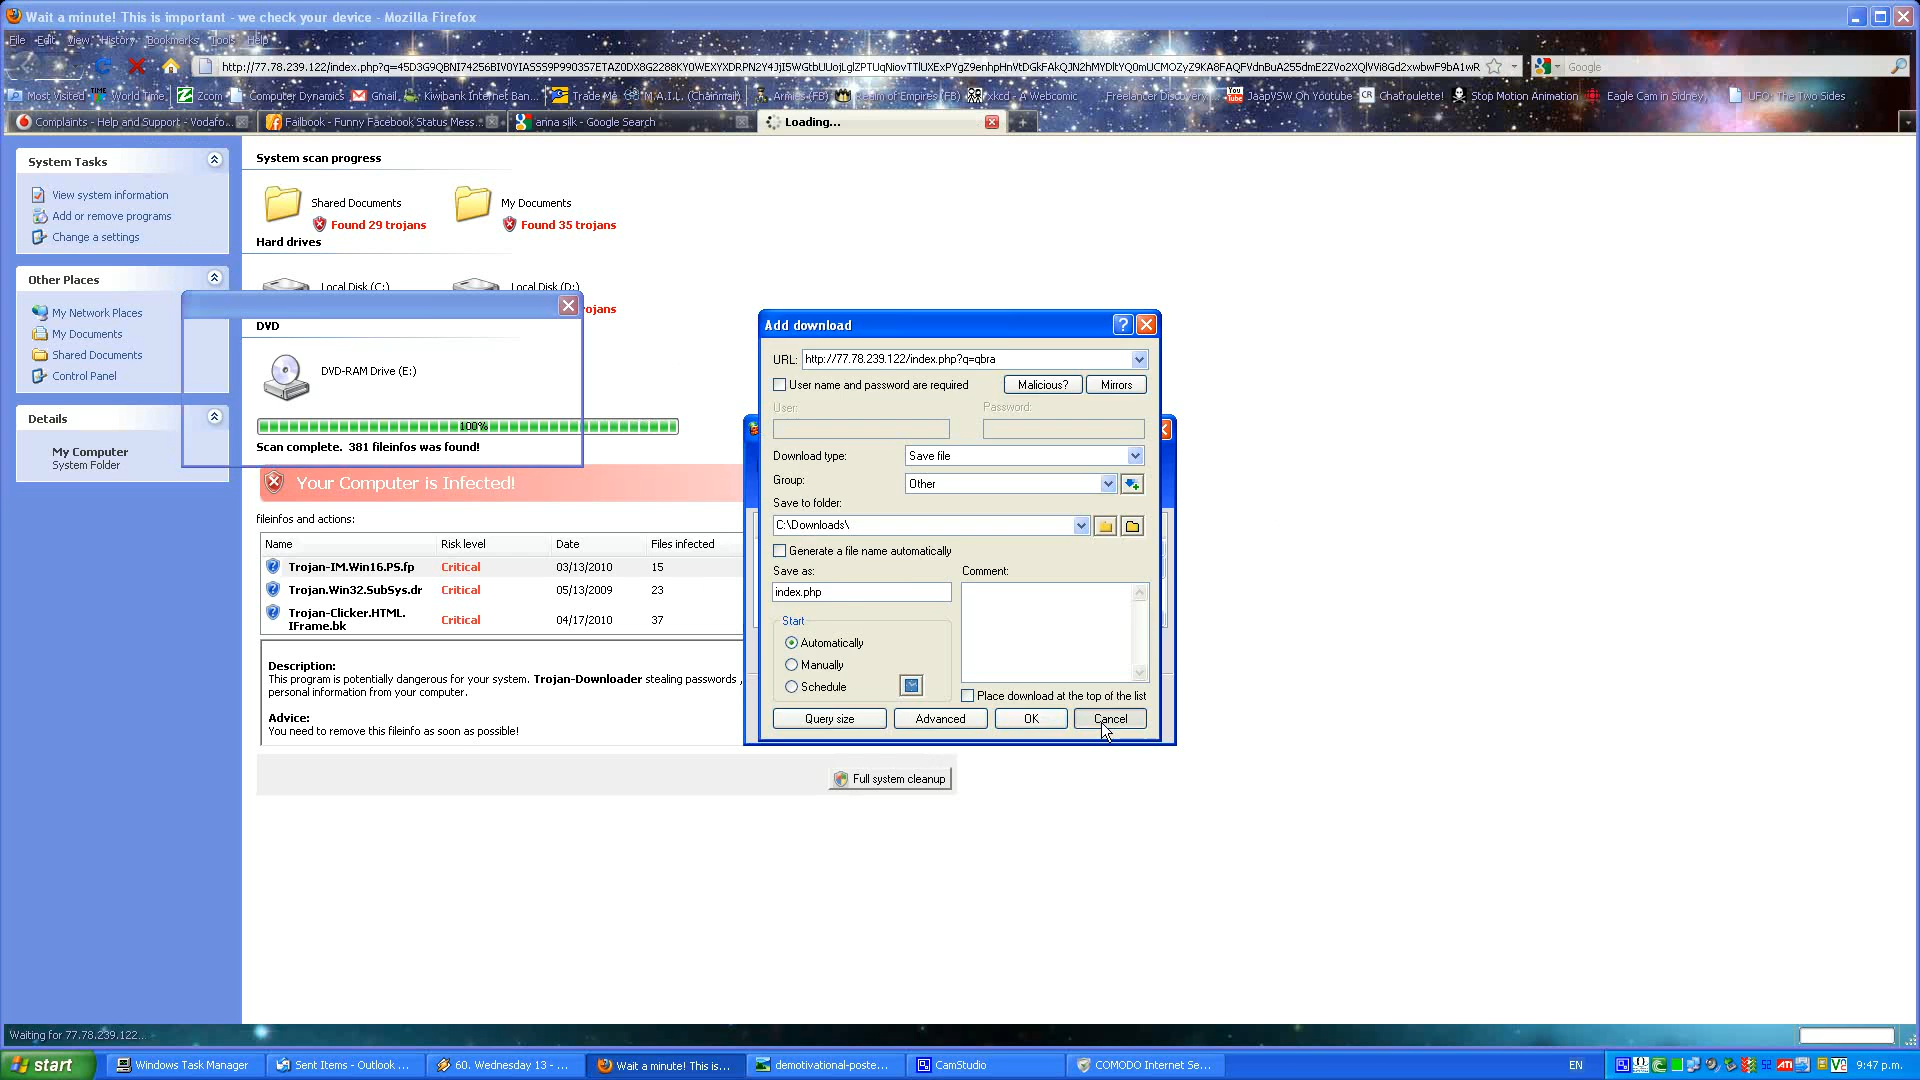 Wait a minute! This is important - we check your device - Mozilla Firefox
File Edit View History Bookmarks Tools Help
Google
Most Visited World Time Zcom Computer Dynamics Gmail Kiwibank Internet Ban... Trade Me M.A.I.L. (Chainmail) Armies (FB) Realm of Empires (FB) xkcd - A Webcomic Freelancer Discovery... JaapVSW On Youtube Chatroulette! Stop Motion Animation Eagle Cam in Sidney, UFO: The Two Sides
Complaints - Help and Support - Vodafo... Failbook - Funny Facebook Status Mess... anna silk - Google Search Loading...
System Tasks
View system information
Add or remove programs
Change a settings
Other Places
My Network Places
My Documents
Shared Documents
Control Panel
Details
My Computer
System Folder
System scan progress
Shared Documents
Found 29 trojans
My Documents
Found 35 trojans
Hard drives
Local Disk (C:)
Local Disk (D:)
rojans
DVD
DVD-RAM Drive (E:)
100%
Scan complete. 381 fileinfos was found!
Your Computer is Infected!
fileinfos and actions:
Name Risk level Date Files infected
Trojan-IM.Win16.PS.fp Critical 03/13/2010 15
Trojan.Win32.SubSys.dr Critical 05/13/2009 23
Trojan-Clicker.HTML.
IFrame.bk Critical 04/17/2010 37
Description:
This program is potentially dangerous for your system. Trojan-Downloader stealing passwords ,
personal information from your computer.
Advice:
You need to remove this fileinfo as soon as possible!
Full system cleanup
Add download
URL: http://77.78.239.122/index.php?q=qbra
User name and password are required Malicious? Mirrors
User: Password:
Download type: Save file
Group: Other
Save to folder:
C:\Downloads\
Generate a file name automatically
Save as: Comment:
index.php
Start
Automatically
Manually
Schedule
Place download at the top of the list
Query size Advanced OK Cancel
Waiting for 77.78.239.122...
start Windows Task Manager Sent Items - Outlook ... 60. Wednesday 13 - ... Wait a minute! This is... demotivational-poste... CamStudio COMODO Internet Se... EN 9:47 p.m.